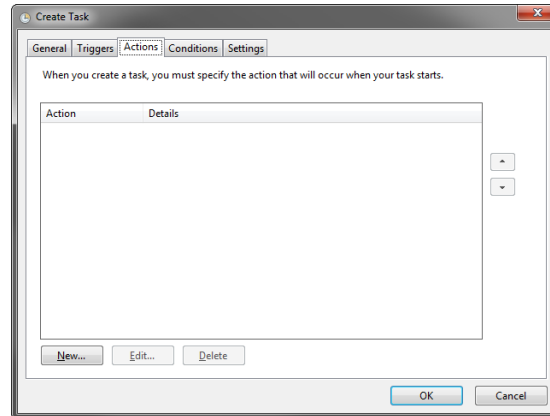 Create Task
General Triggers Actions Conditions Settings
When you create a task, you must specify the action that will occur when your task starts.
Action Details
New... Edit... Delete
OK Cancel